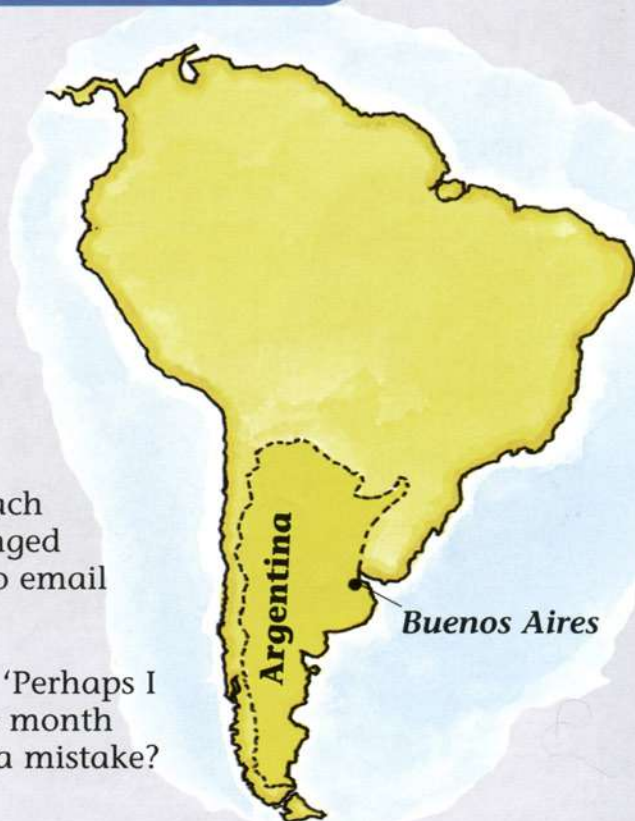 ach
nged
o email
'Perhaps I
month
a mistake?
Argentina
Buenos Aires